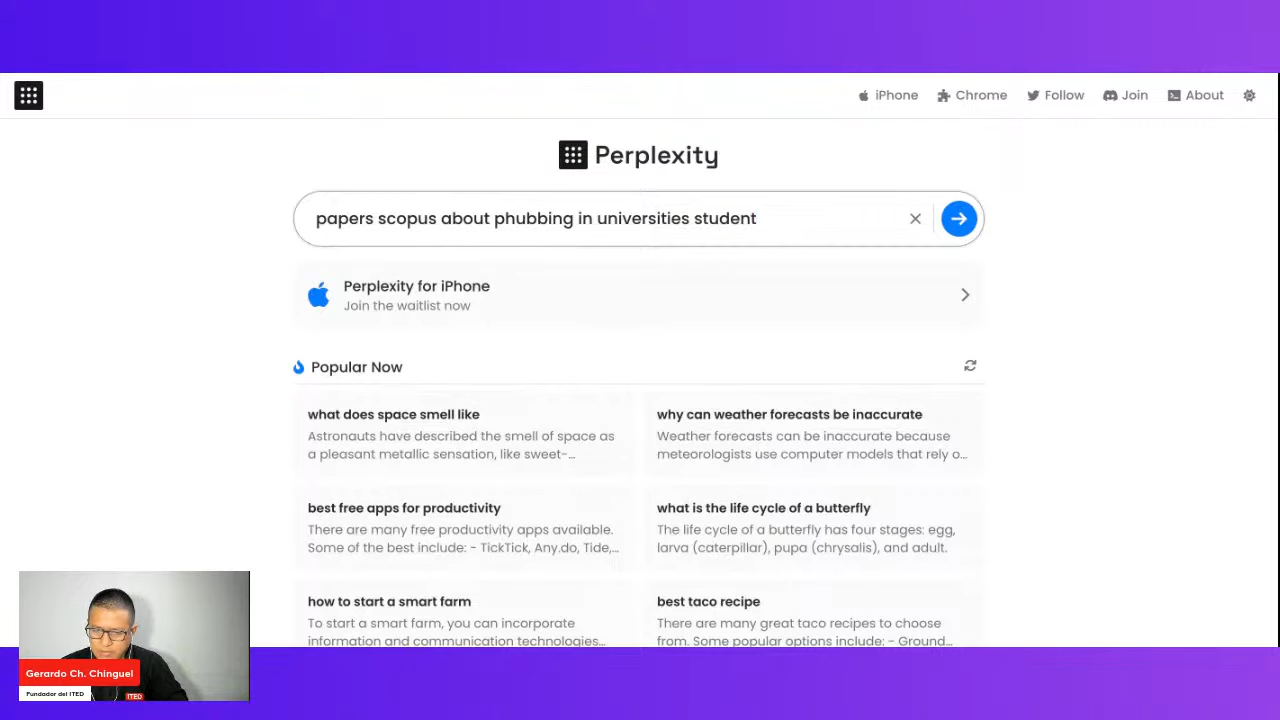 iPhone Chrome Follow Join About
Perplexity
papers scopus about phubbing in universities student
Perplexity for iPhone
Join the waitlist now
Popular Now
what does space smell like
Astronauts have described the smell of space as
a pleasant metallic sensation, like sweet-...
why can weather forecasts be inaccurate
Weather forecasts can be inaccurate because
meteorologists use computer models that rely o...
best free apps for productivity
There are many free productivity apps available.
Some of the best include: - TickTick, Any.do, Tide,...
what is the life cycle of a butterfly
The life cycle of a butterfly has four stages: egg,
larva (caterpillar), pupa (chrysalis), and adult.
how to start a smart farm
To start a smart farm, you can incorporate
information and communication technologies...
best taco recipe
There are many great taco recipes to choose
from. Some popular options include: - Ground...
Gerardo Ch. Chinguel
Fundador del ITED
ITED